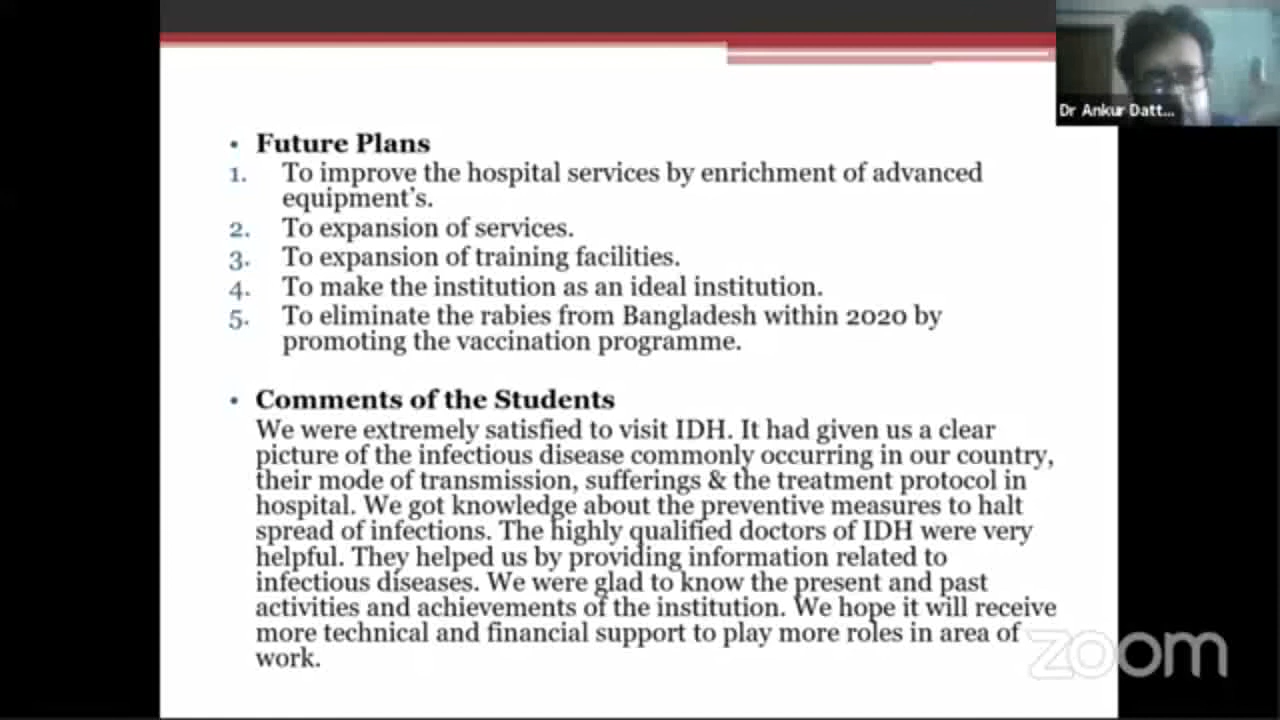 Dr Ankur Datt...
• Future Plans
1. To improve the hospital services by enrichment of advanced
equipment's.
2. To expansion of services.
3. To expansion of training facilities.
4. To make the institution as an ideal institution.
5. To eliminate the rabies from Bangladesh within 2020 by
promoting the vaccination programme.
• Comments of the Students
We were extremely satisfied to visit IDH. It had given us a clear
picture of the infectious disease commonly occurring in our country,
their mode of transmission, sufferings & the treatment protocol in
hospital. We got knowledge about the preventive measures to halt
spread of infections. The highly qualified doctors of IDH were very
helpful. They helped us by providing information related to
infectious diseases. We were glad to know the present and past
activities and achievements of the institution. We hope it will receive
more technical and financial support to play more roles in area of
work.
zoom